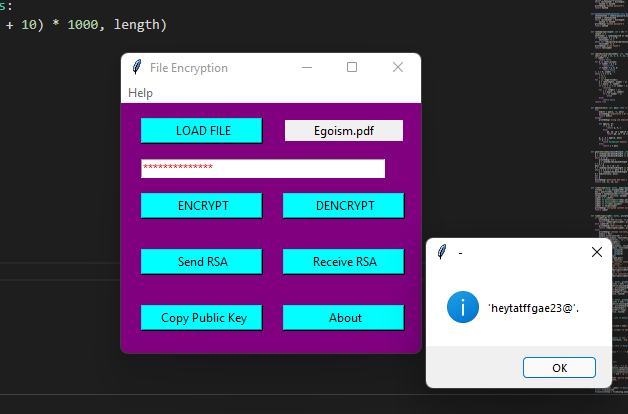 s:
+ 10) * 1000, length)
File Encryption
Help
LOAD FILE
Egoism.pdf
**************
ENCRYPT
DENCRYPT
Send RSA
Receive RSA
Copy Public Key
About
-
'heytatffgae23@'.
OK